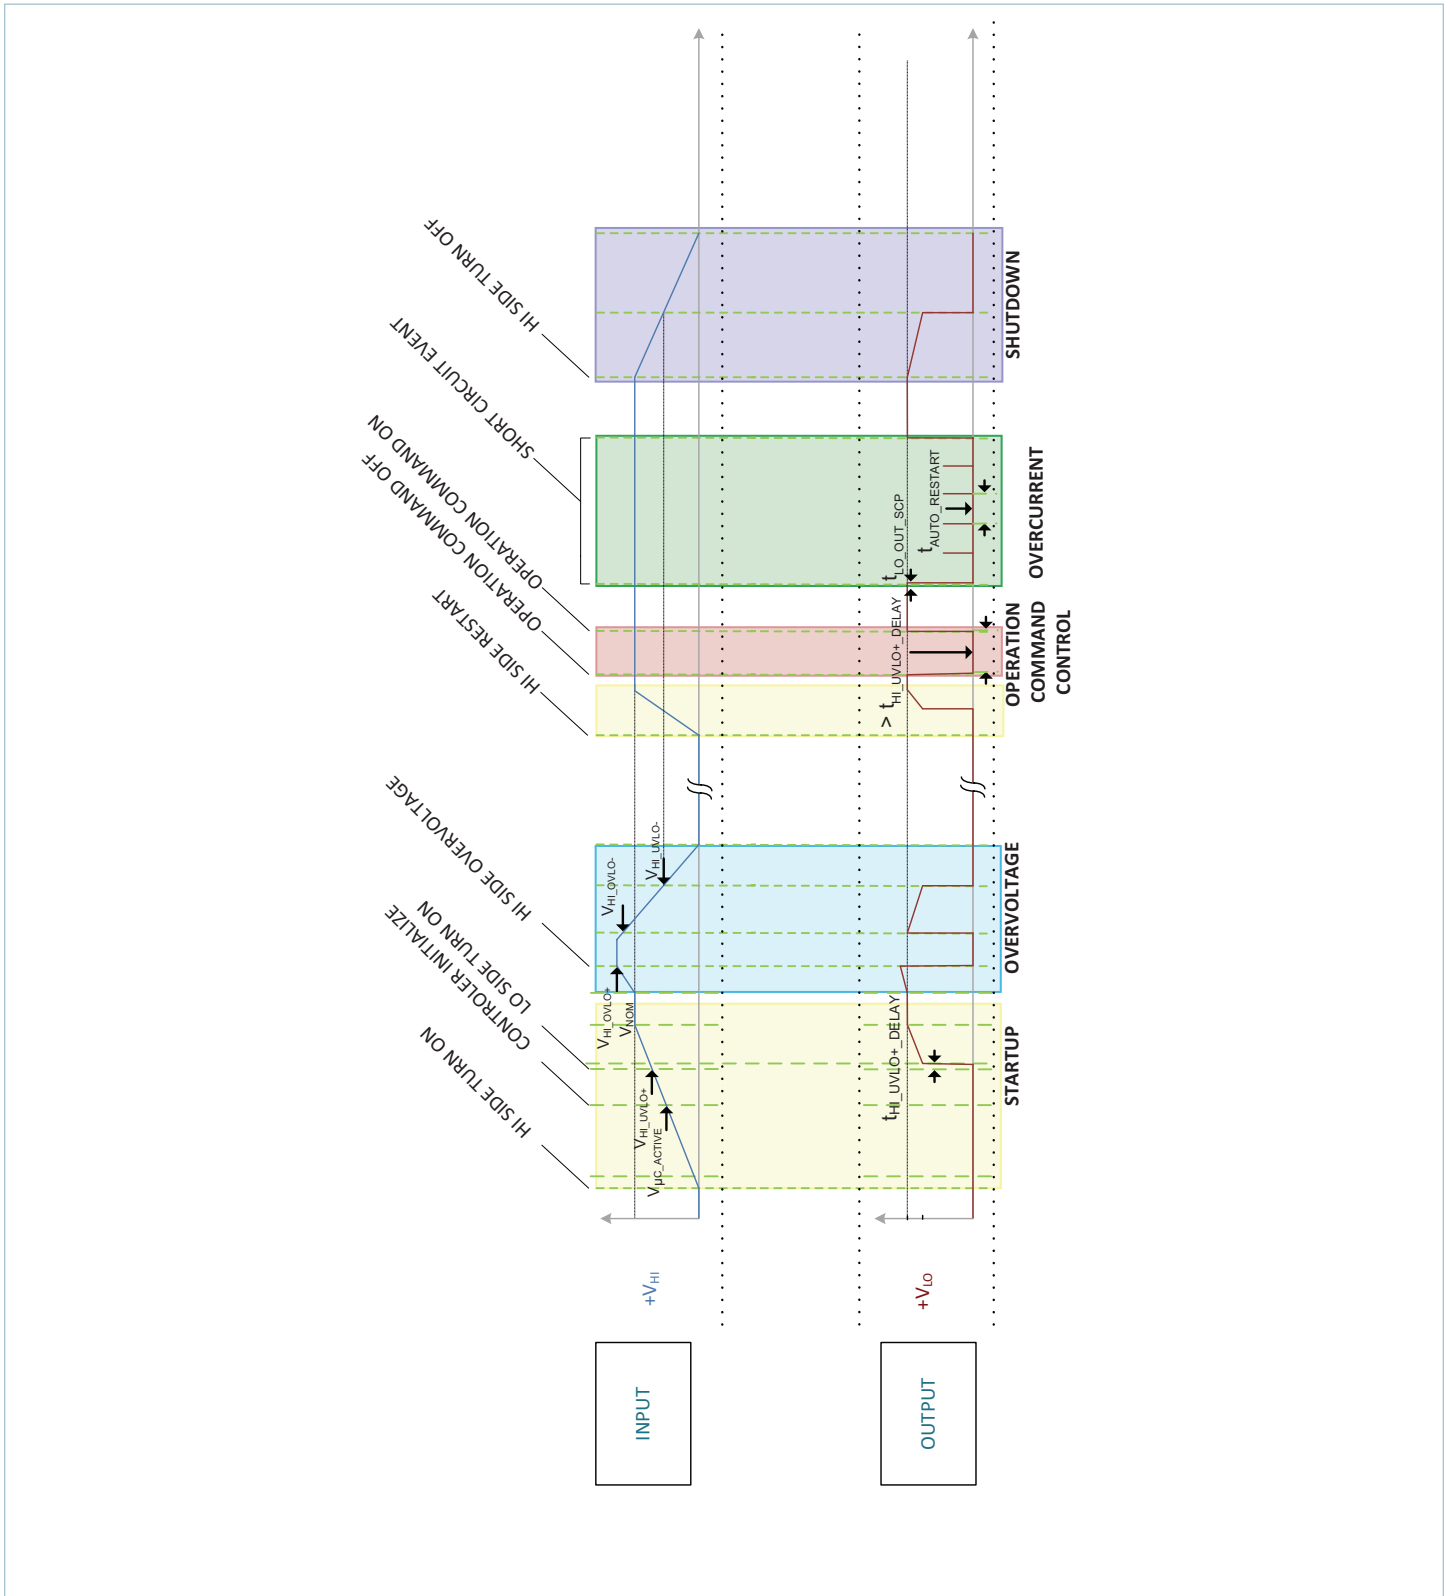 HI SIDE TURN ON
CONTROLER INITIALIZE
LO SIDE TURN ON
HI SIDE OVERVOLTAGE
HI SIDE RESTART
OPERATION COMMAND OFF
OPERATION COMMAND ON
SHORT CIRCUIT EVENT
HI SIDE TURN OFF
INPUT
+VHI
VμC_ACTIVE
VHI_UVLO+
VHI_OVLO+
VNOM
VHI_OVLO-
VHI_UVLO-
OUTPUT
+VLO
tHI_UVLO+_DELAY
> tHI_UVLO+_DELAY
tLO_OUT_SCP
tAUTO_RESTART
STARTUP
OVERVOLTAGE
OPERATION
COMMAND
CONTROL
OVERCURRENT
SHUTDOWN